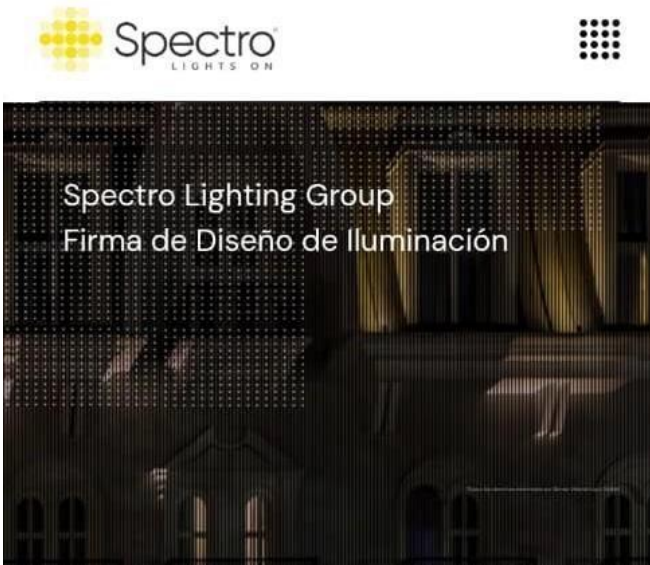 Spectro
LIGHTS ON
Spectro Lighting Group
Firma de Diseño de Iluminación